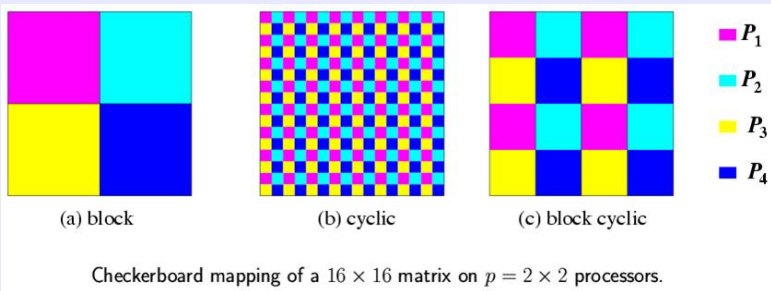 P1
P2
P3
P4
(a) block (b) cyclic (c) block cyclic
Checkerboard mapping of a 16 × 16 matrix on p = 2 × 2 processors.